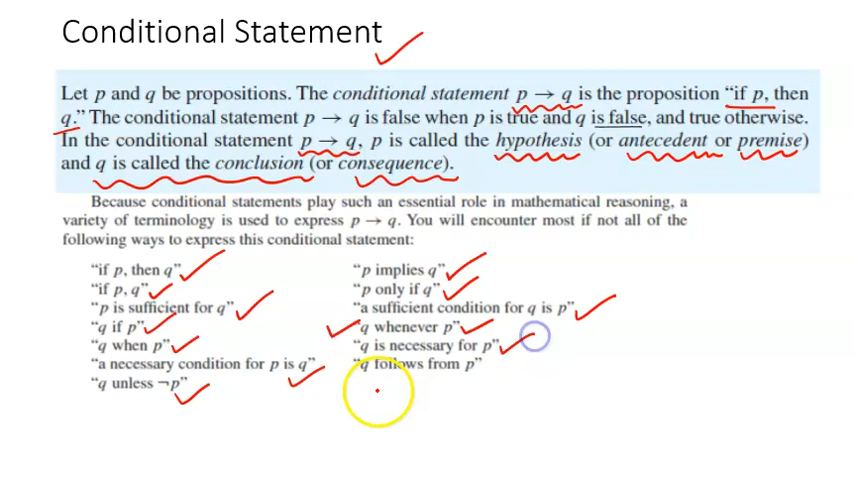 Conditional Statement
Let p and q be propositions. The conditional statement p → q is the proposition “if p, then
q.” The conditional statement p → q is false when p is true and q is false, and true otherwise.
In the conditional statement p → q, p is called the hypothesis (or antecedent or premise)
and q is called the conclusion (or consequence).
Because conditional statements play such an essential role in mathematical reasoning, a
variety of terminology is used to express p → q. You will encounter most if not all of the
following ways to express this conditional statement:
“if p, then q”
“if p, q”
“p is sufficient for q”
“q if p”
“q when p”
“a necessary condition for p is q”
“q unless ¬p”
“p implies q”
“p only if q”
“a sufficient condition for q is p”
“q whenever p”
“q is necessary for p”
“q follows from p”